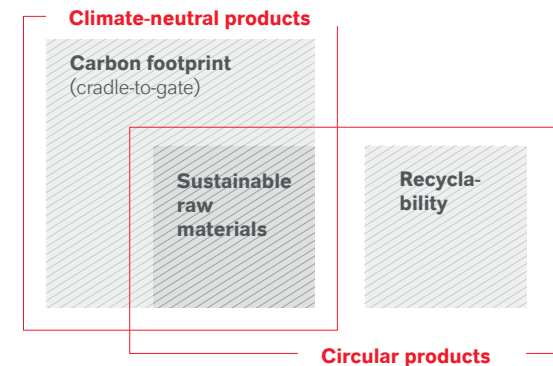 Climate-neutral products
Carbon footprint
(cradle-to-gate)
Sustainable
raw
materials
Recycla-
bility
Circular products